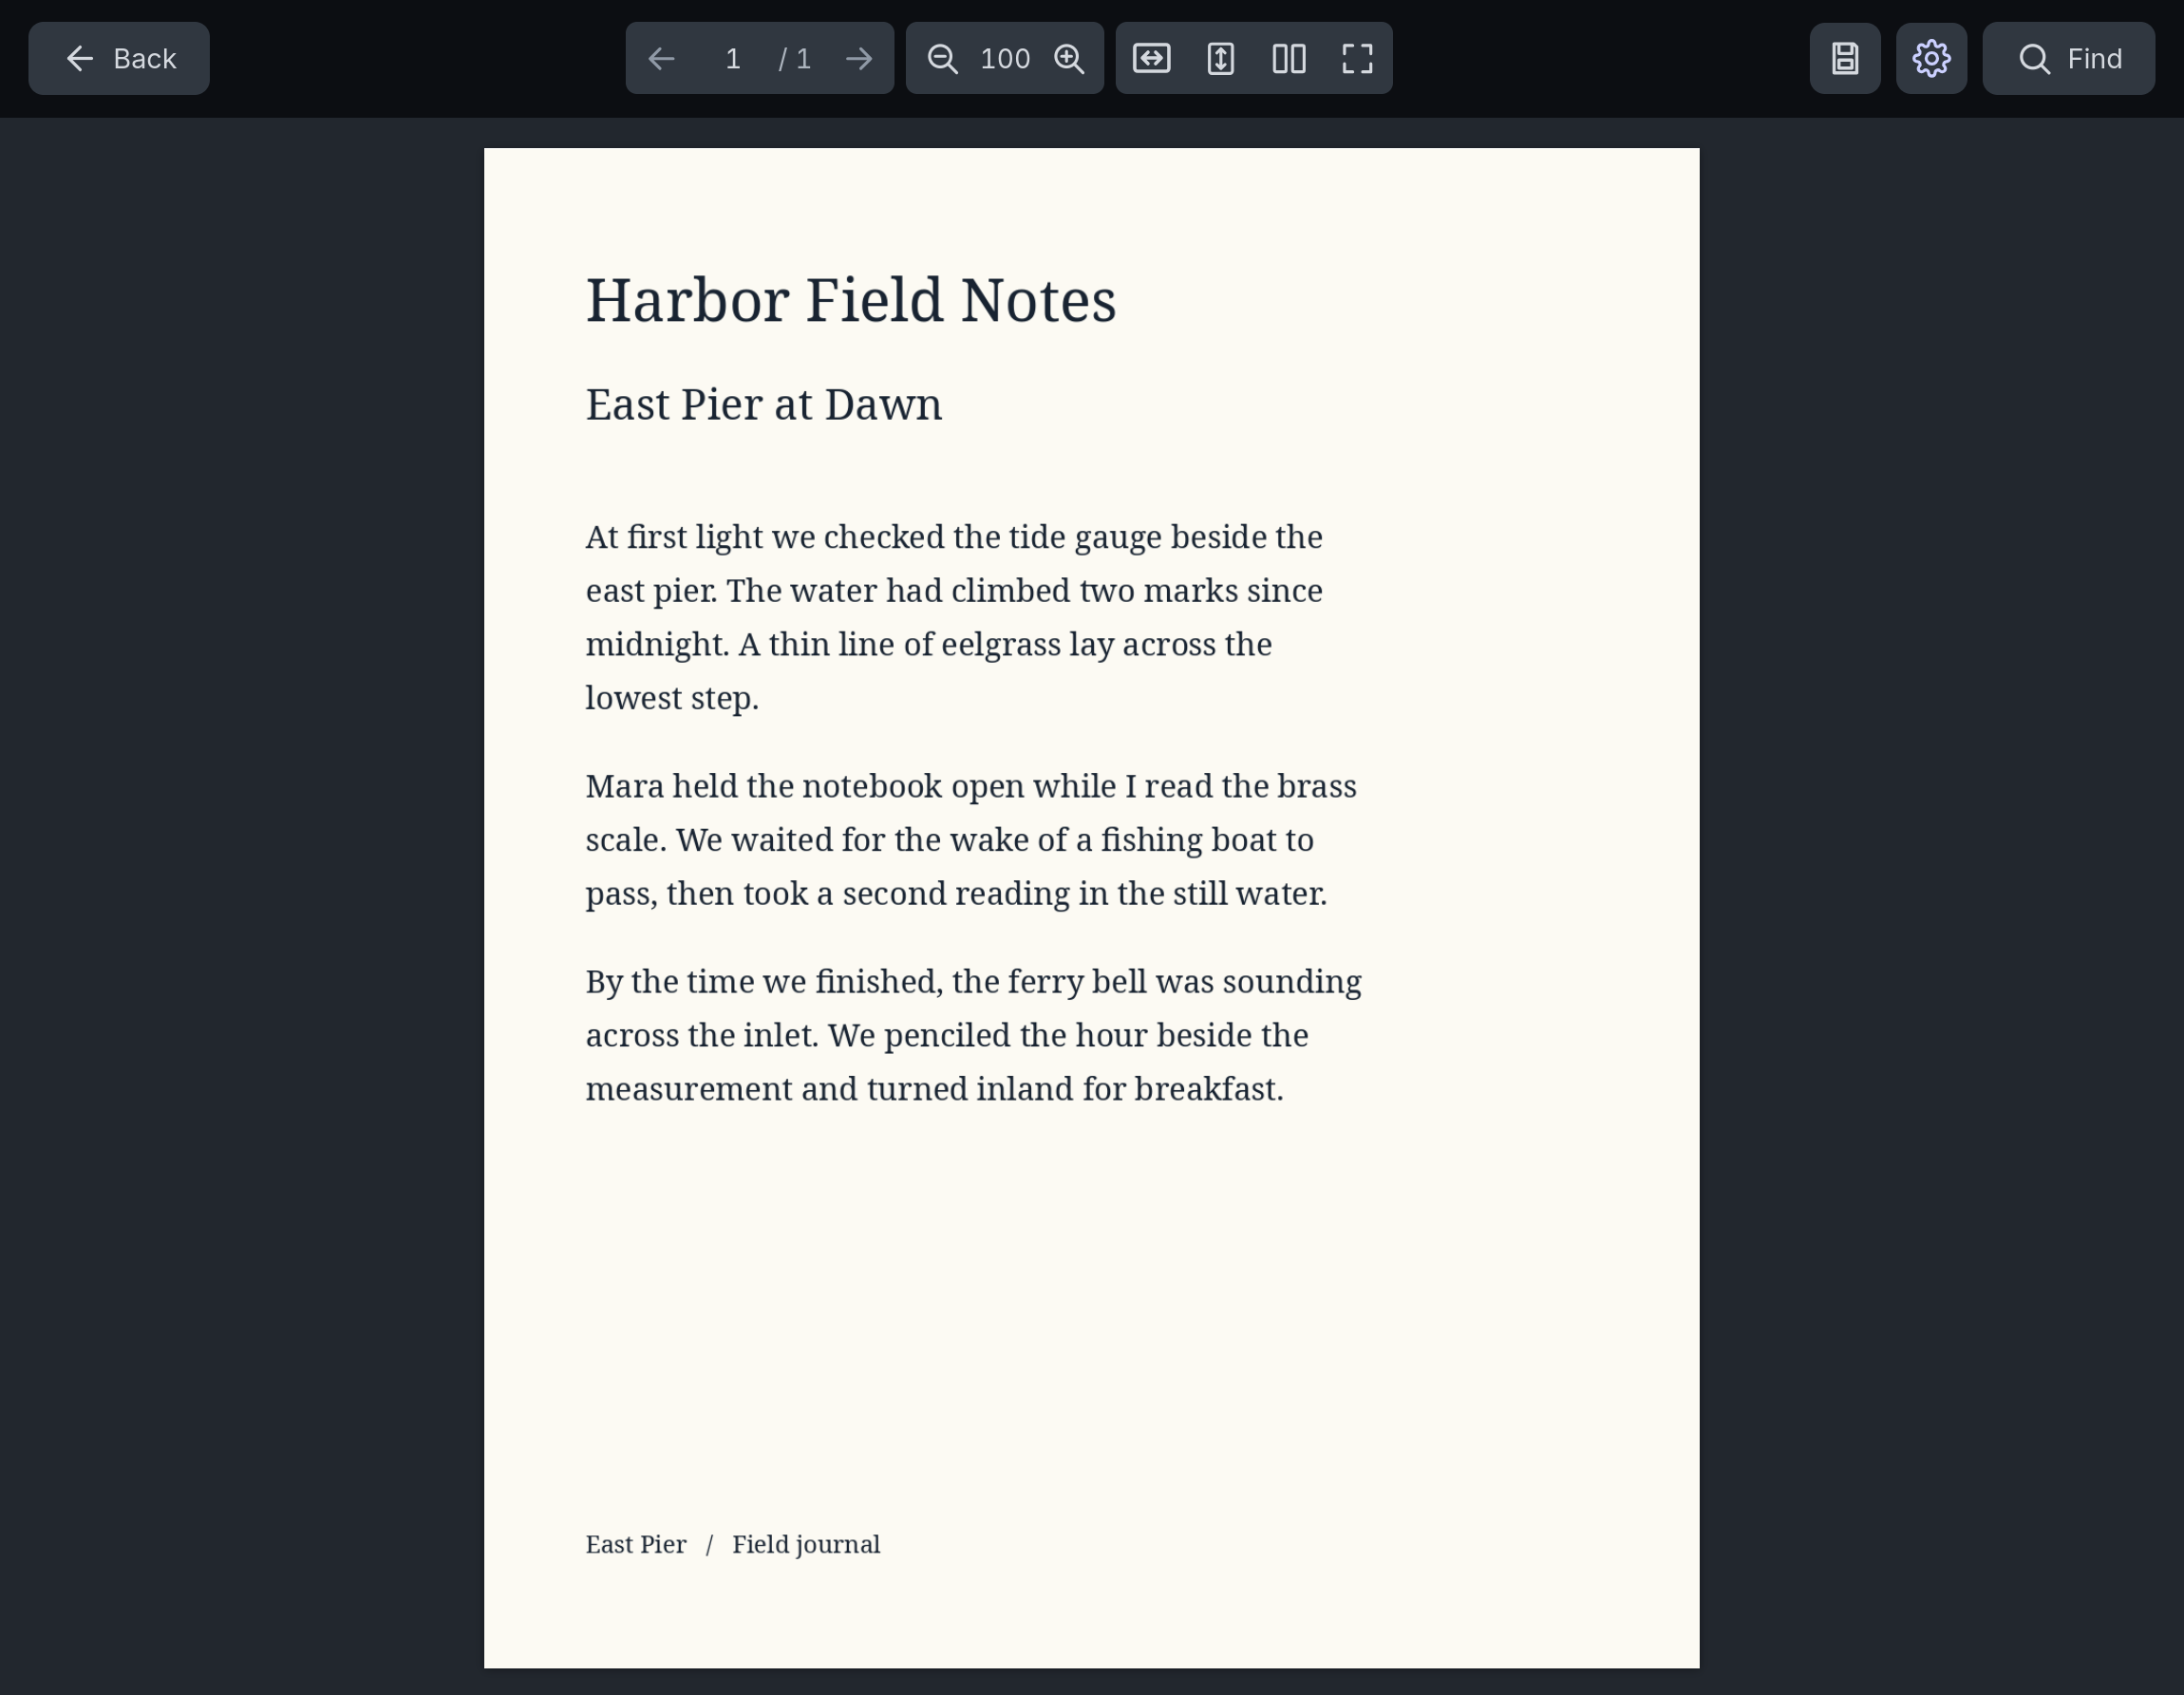 Back
1 / 1
100
Find
Harbor Field Notes
East Pier at Dawn
At first light we checked the tide gauge beside the
east pier. The water had climbed two marks since
midnight. A thin line of eelgrass lay across the
lowest step.
Mara held the notebook open while I read the brass
scale. We waited for the wake of a fishing boat to
pass, then took a second reading in the still water.
By the time we finished, the ferry bell was sounding
across the inlet. We penciled the hour beside the
measurement and turned inland for breakfast.
East Pier / Field journal